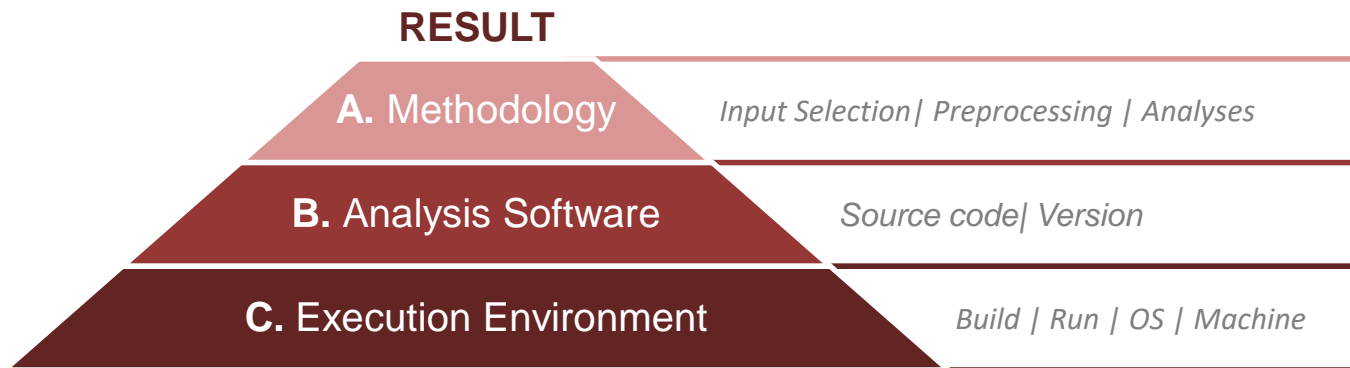 RESULT
A. Methodology
Input Selection| Preprocessing | Analyses
B. Analysis Software
Source code| Version
C. Execution Environment
Build | Run | OS | Machine